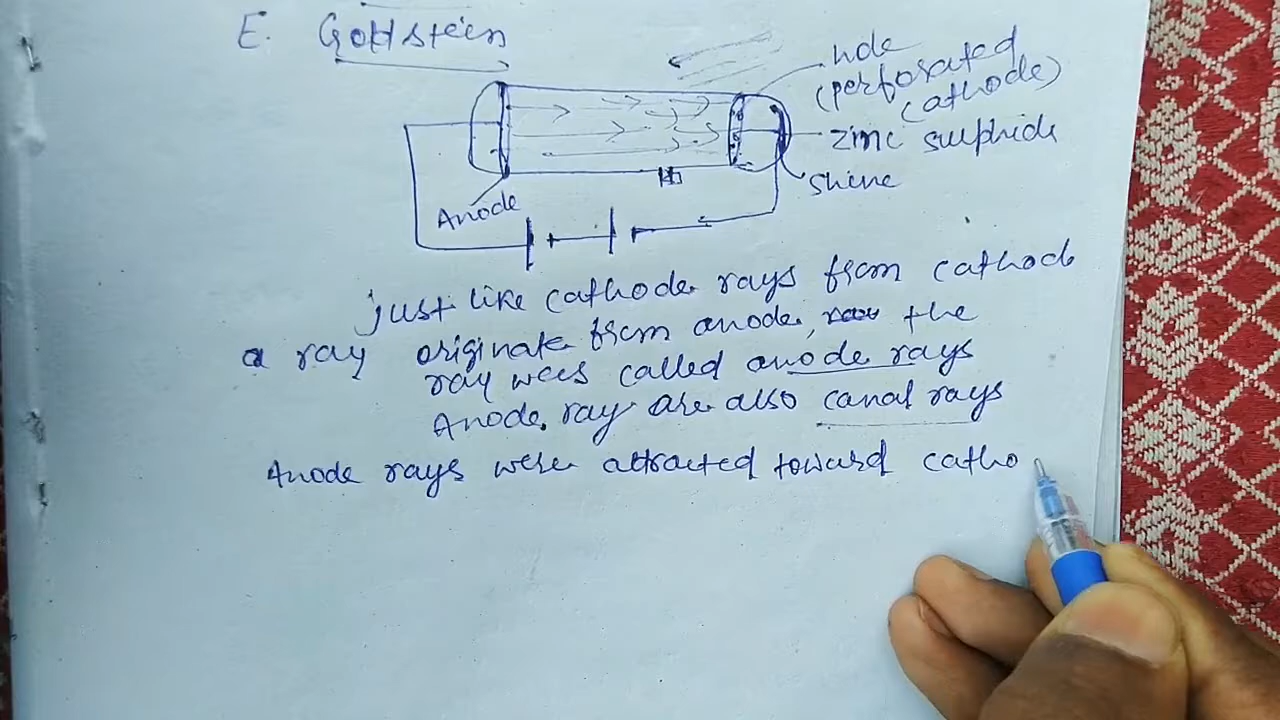 E. Goldstein
hole
(perforated
cathode)
zinc sulphide
shine
Anode
just like cathode rays from cathod
a ray originate from anode, the
ray was called anode rays
Anode ray are also canal rays
Anode rays were attracted toward catho